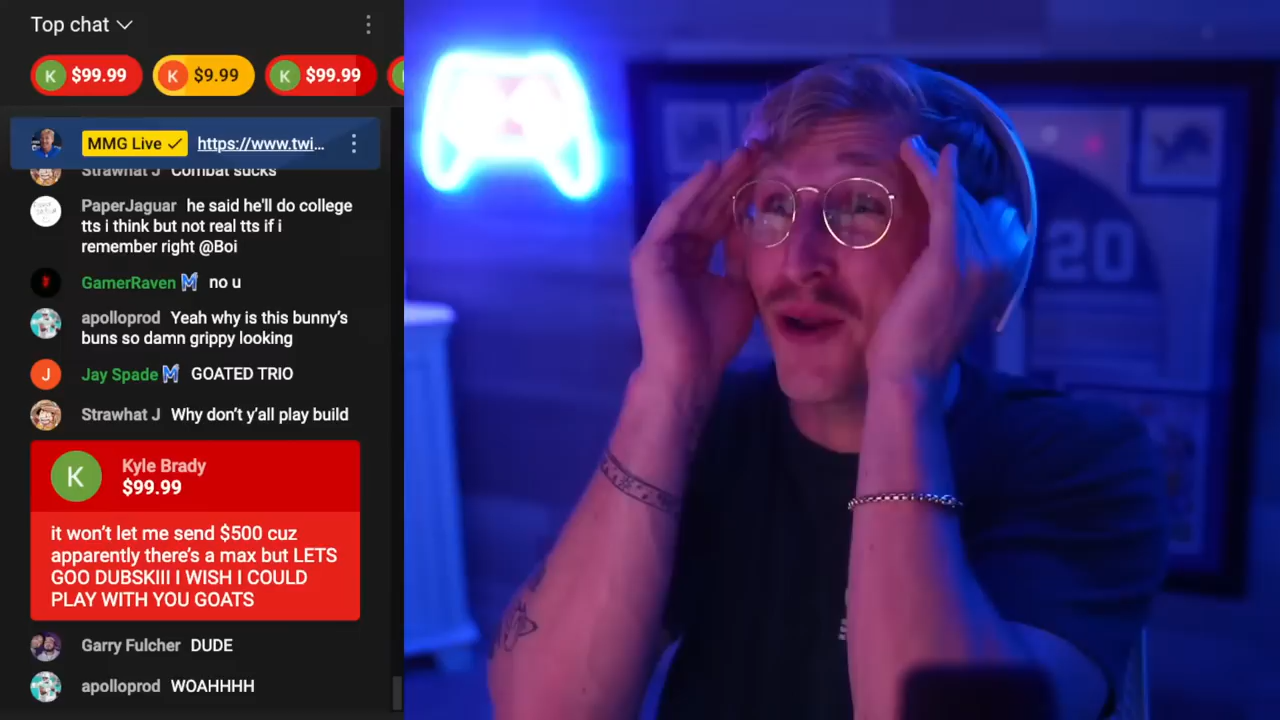 Top chat
K $99.99 K $9.99 K $99.99
MMG Live https://www.twi...
Strawhat J Combat sucks
PaperJaguar he said he'll do college
tts i think but not real tts if i
remember right @Boi
GamerRaven no u
apolloprod Yeah why is this bunny's
buns so damn grippy looking
J Jay Spade GOATED TRIO
Strawhat J Why don't y'all play build
K Kyle Brady
$99.99
it won't let me send $500 cuz
apparently there's a max but LETS
GOO DUBSKIII I WISH I COULD
PLAY WITH YOU GOATS
Garry Fulcher DUDE
apolloprod WOAHHHH
20